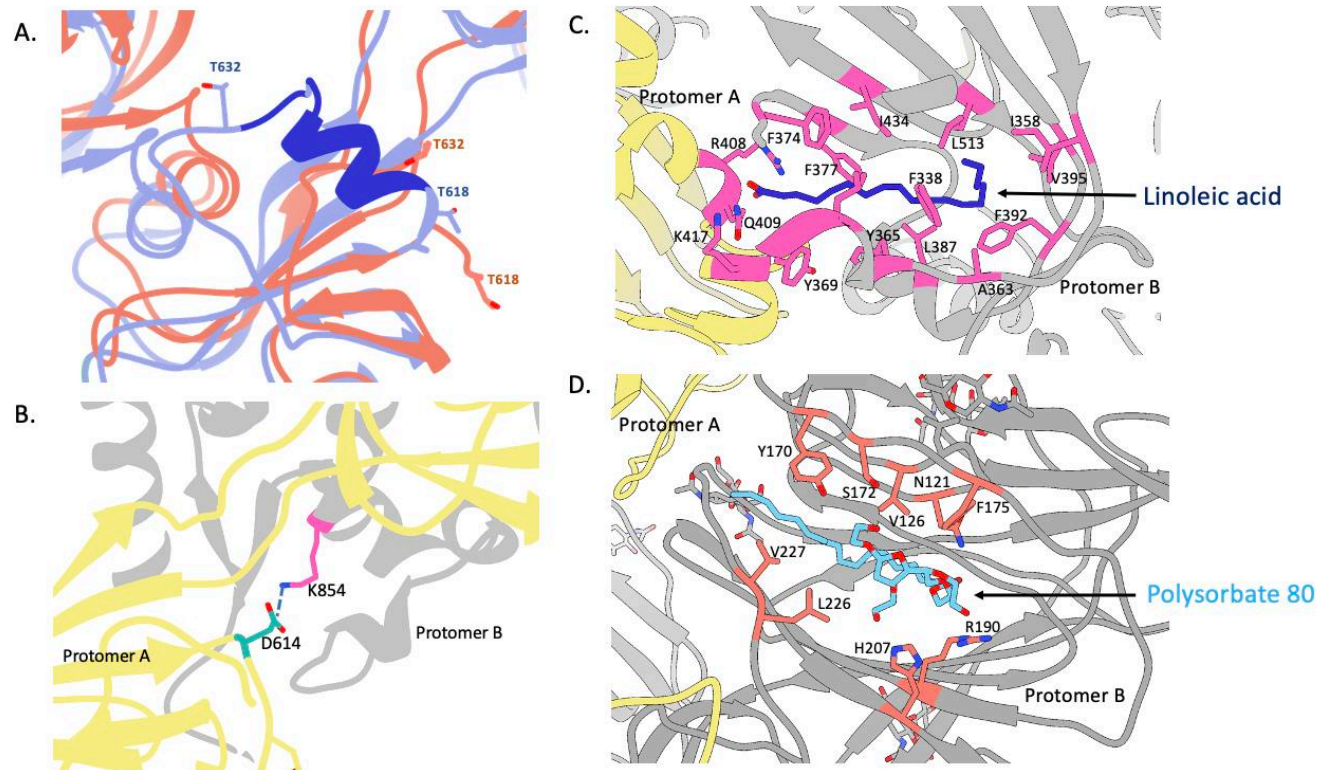 A.
T632
T632
T618
T618
B.
K854
D614
Protomer A
Protomer B
C.
Protomer A
I434
I358
R408
F374
L513
F377
F338
V395
Linoleic acid
Q409
F392
K417
Y365
L387
Y369
A363
Protomer B
D.
Protomer A
Y170
S172
N121
F175
V126
V227
L226
Polysorbate 80
R190
H207
Protomer B